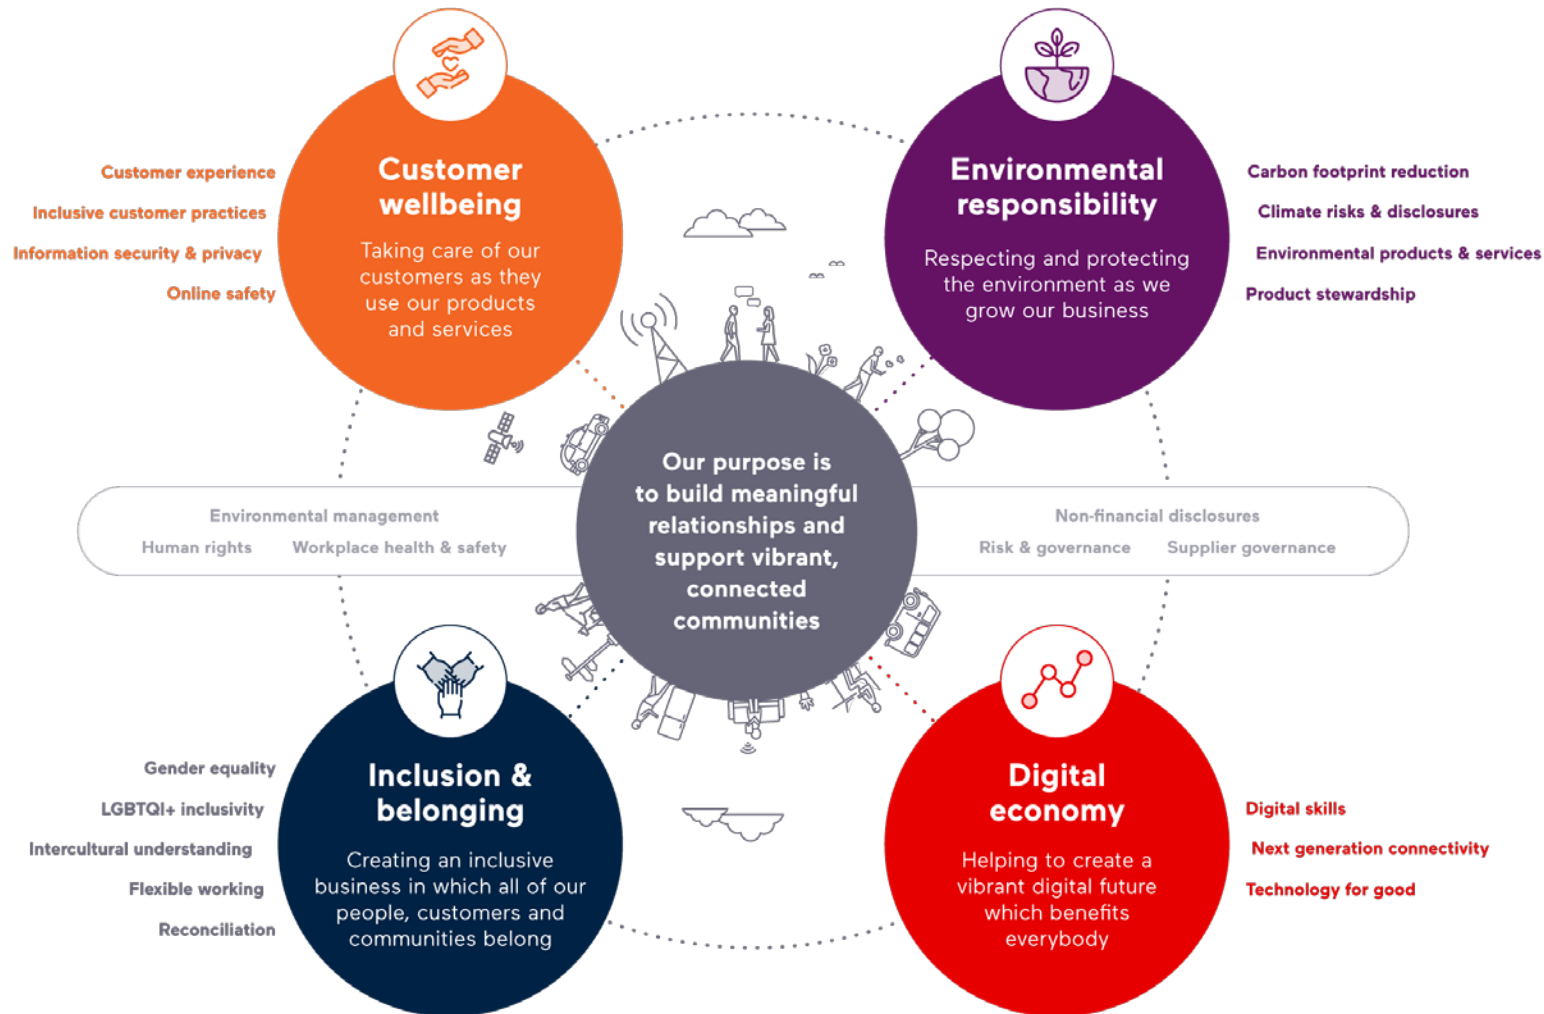 Customer
wellbeing
Taking care of our
customers as they
use our products
and services
Customer experience
Inclusive customer practices
Information security & privacy
Online safety
Environmental
responsibility
Respecting and protecting
the environment as we
grow our business
Carbon footprint reduction
Climate risks & disclosures
Environmental products & services
Product stewardship
Our purpose is
to build meaningful
relationships and
support vibrant,
connected
communities
Environmental management
Human rights
Workplace health & safety
Non-financial disclosures
Risk & governance
Supplier governance
Inclusion &
belonging
Creating an inclusive
business in which all of our
people, customers and
communities belong
Gender equality
LGBTQI+ inclusivity
Intercultural understanding
Flexible working
Reconciliation
Digital
economy
Helping to create a
vibrant digital future
which benefits
everybody
Digital skills
Next generation connectivity
Technology for good